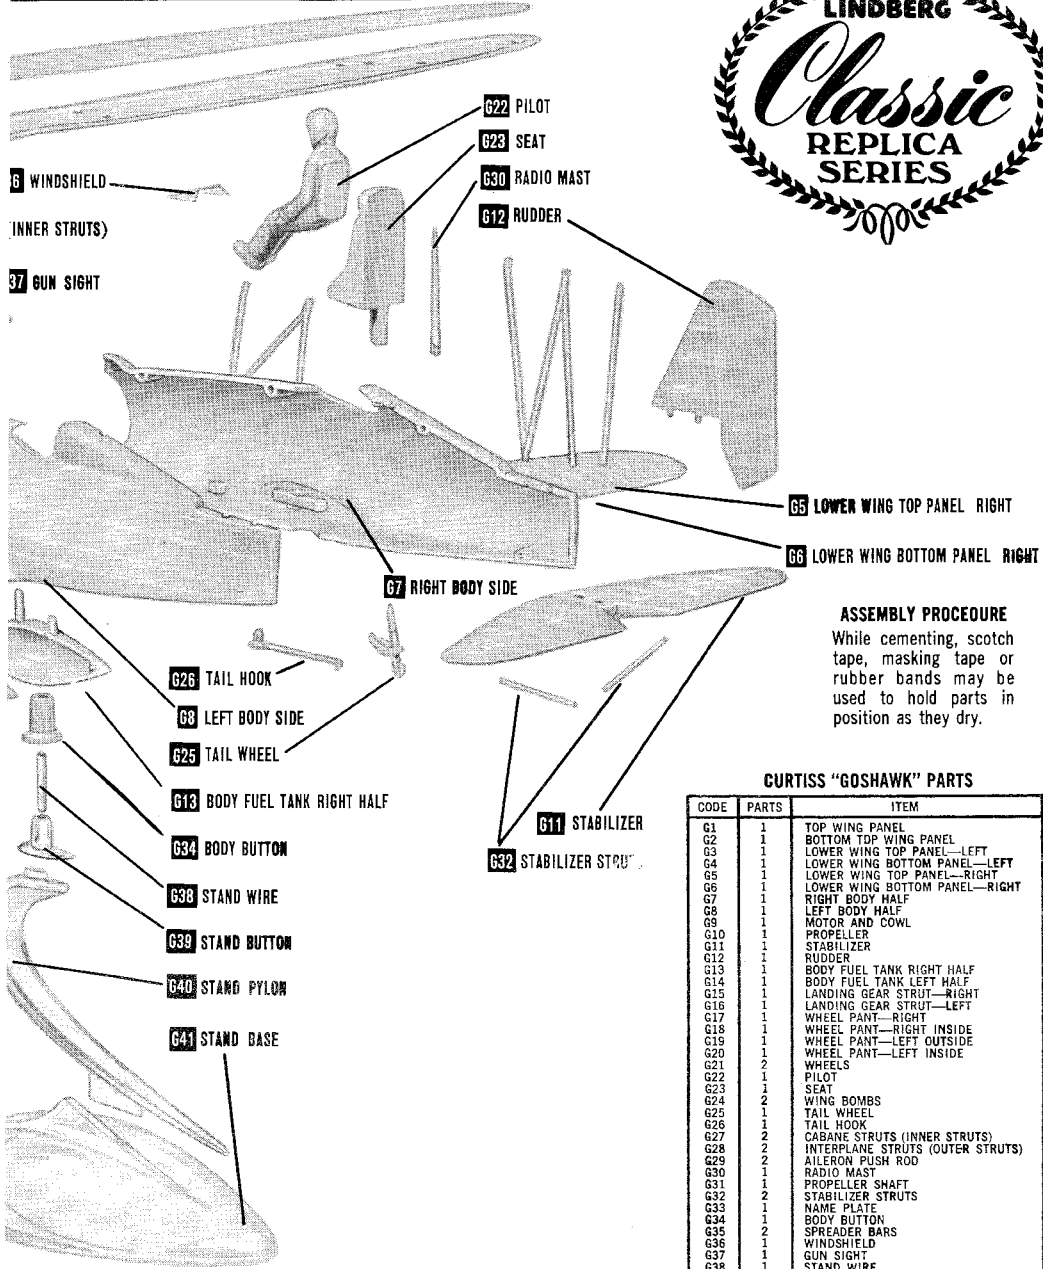 LINDBERG
Classic
REPLICA
SERIES
G22 PILOT
G23 SEAT
G30 RADIO MAST
G12 RUDDER
6 WINDSHIELD
INNER STRUTS)
37 GUN SIGHT
G5 LOWER WING TOP PANEL RIGHT
G6 LOWER WING BOTTOM PANEL RIGHT
G7 RIGHT BODY SIDE
G26 TAIL HOOK
G8 LEFT BODY SIDE
G25 TAIL WHEEL
G13 BODY FUEL TANK RIGHT HALF
G34 BODY BUTTON
G38 STAND WIRE
G39 STAND BUTTON
G40 STAND PYLON
G41 STAND BASE
G11 STABILIZER
G32 STABILIZER STRUT
ASSEMBLY PROCEDURE
While cementing, scotch
tape, masking tape or
rubber bands may be
used to hold parts in
position as they dry.
CURTISS “GOSHAWK” PARTS
CODE PARTS ITEM
G1 1 TOP WING PANEL
G2 1 BOTTOM TOP WING PANEL
G3 1 LOWER WING TOP PANEL—LEFT
G4 1 LOWER WING BOTTOM PANEL—LEFT
G5 1 LOWER WING TOP PANEL—RIGHT
G6 1 LOWER WING BOTTOM PANEL—RIGHT
G7 1 RIGHT BODY HALF
G8 1 LEFT BODY HALF
G9 1 MOTOR AND COWL
G10 1 PROPELLER
G11 1 STABILIZER
G12 1 RUDDER
G13 1 BODY FUEL TANK RIGHT HALF
G14 1 BODY FUEL TANK LEFT HALF
G15 1 LANDING GEAR STRUT—RIGHT
G16 1 LANDING GEAR STRUT—LEFT
G17 1 WHEEL PANT—RIGHT
G18 1 WHEEL PANT—RIGHT INSIDE
G19 1 WHEEL PANT—LEFT OUTSIDE
G20 1 WHEEL PANT—LEFT INSIDE
G21 2 WHEELS
G22 1 PILOT
G23 1 SEAT
G24 2 WING BOMBS
G25 1 TAIL WHEEL
G26 1 TAIL HOOK
G27 2 CABANE STRUTS (INNER STRUTS)
G28 2 INTERPLANE STRUTS (OUTER STRUTS)
G29 2 AILERON PUSH ROD
G30 1 RADIO MAST
G31 1 PROPELLER SHAFT
G32 2 STABILIZER STRUTS
G33 1 NAME PLATE
G34 1 BODY BUTTON
G35 2 SPREADER BARS
G36 1 WINDSHIELD
G37 1 GUN SIGHT
G38 1 STAND WIRE